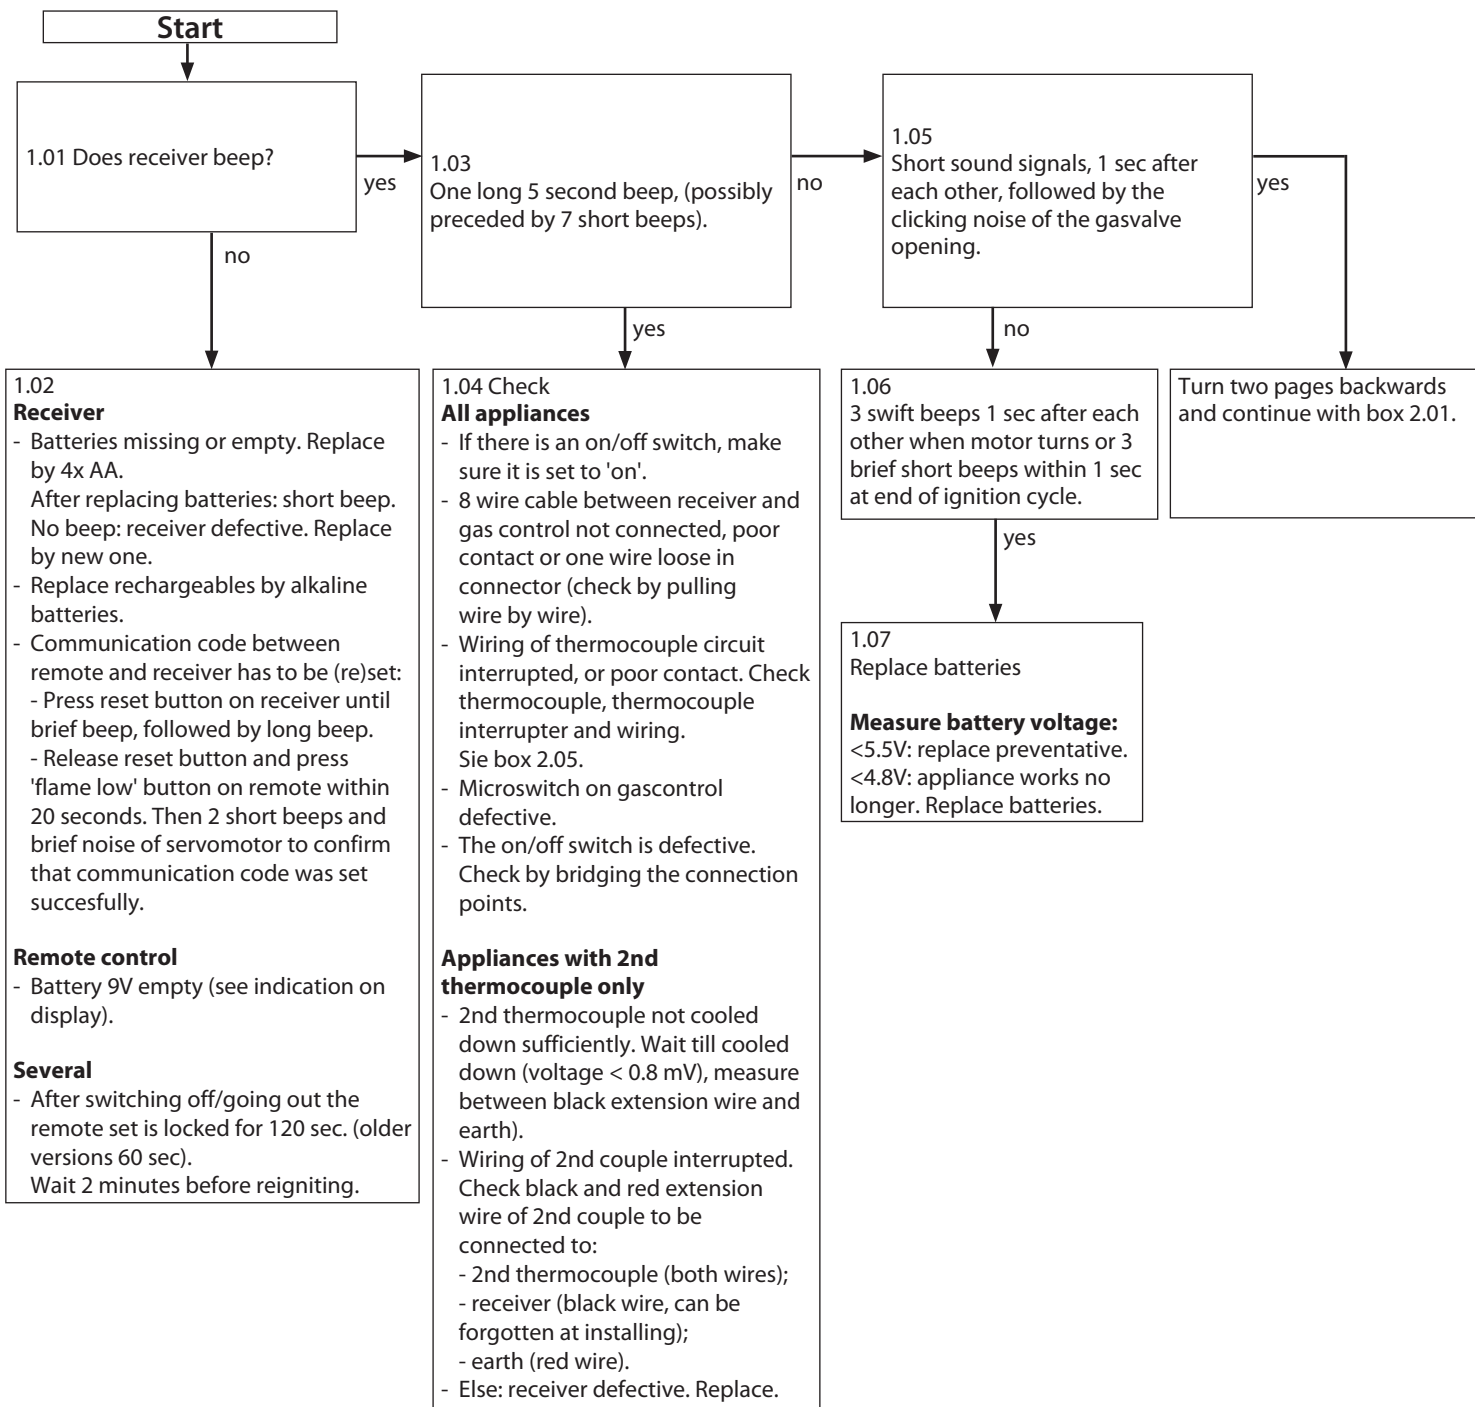 Start
1.01 Does receiver beep?
yes
no
1.03
One long 5 second beep, (possibly
preceded by 7 short beeps).
no
yes
1.05
Short sound signals, 1 sec after
each other, followed by the
clicking noise of the gasvalve
opening.
yes
no
1.02
Receiver
- Batteries missing or empty. Replace
by 4x AA.
After replacing batteries: short beep.
No beep: receiver defective. Replace
by new one.
- Replace rechargeables by alkaline
batteries.
- Communication code between
remote and receiver has to be (re)set:
- Press reset button on receiver until
brief beep, followed by long beep.
- Release reset button and press
'flame low' button on remote within
20 seconds. Then 2 short beeps and
brief noise of servomotor to confirm
that communication code was set
succesfully.
Remote control
- Battery 9V empty (see indication on
display).
Several
- After switching off/going out the
remote set is locked for 120 sec. (older
versions 60 sec).
Wait 2 minutes before reigniting.
1.04 Check
All appliances
- If there is an on/off switch, make
sure it is set to 'on'.
- 8 wire cable between receiver and
gas control not connected, poor
contact or one wire loose in
connector (check by pulling
wire by wire).
- Wiring of thermocouple circuit
interrupted, or poor contact. Check
thermocouple, thermocouple
interrupter and wiring.
Sie box 2.05.
- Microswitch on gascontrol
defective.
- The on/off switch is defective.
Check by bridging the connection
points.
Appliances with 2nd
thermocouple only
- 2nd thermocouple not cooled
down sufficiently. Wait till cooled
down (voltage < 0.8 mV), measure
between black extension wire and
earth).
- Wiring of 2nd couple interrupted.
Check black and red extension
wire of 2nd couple to be
connected to:
- 2nd thermocouple (both wires);
- receiver (black wire, can be
forgotten at installing);
- earth (red wire).
- Else: receiver defective. Replace.
1.06
3 swift beeps 1 sec after each
other when motor turns or 3
brief short beeps within 1 sec
at end of ignition cycle.
yes
1.07
Replace batteries
Measure battery voltage:
<5.5V: replace preventative.
<4.8V: appliance works no
longer. Replace batteries.
Turn two pages backwards
and continue with box 2.01.